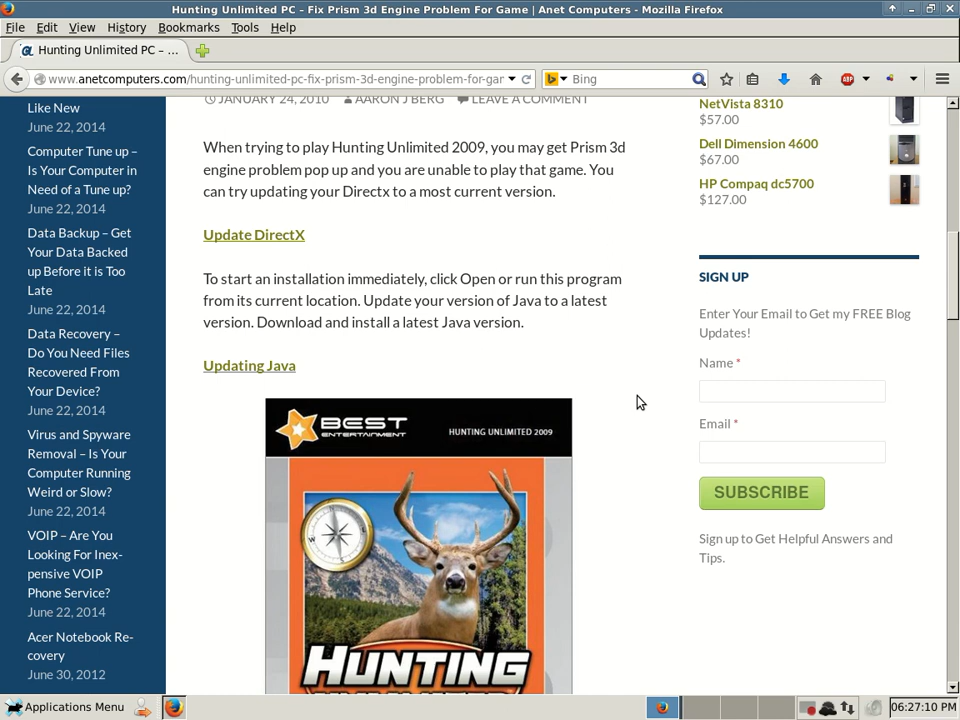 Hunting Unlimited PC – Fix Prism 3d Engine Problem For Game | Anet Computers - Mozilla Firefox
File Edit View History Bookmarks Tools Help
Hunting Unlimited PC – ...
www.anetcomputers.com/hunting-unlimited-pc-fix-prism-3d-engine-problem-for-gar
Bing
ABP
Like New
June 22, 2014
Computer Tune up –
Is Your Computer in
Need of a Tune up?
June 22, 2014
Data Backup – Get
Your Data Backed
up Before it is Too
Late
June 22, 2014
Data Recovery –
Do You Need Files
Recovered From
Your Device?
June 22, 2014
Virus and Spyware
Removal – Is Your
Computer Running
Weird or Slow?
June 22, 2014
VOIP – Are You
Looking For Inex-
pensive VOIP
Phone Service?
June 22, 2014
Acer Notebook Re-
covery
June 30, 2012
JANUARY 24, 2010 AARON J BERG LEAVE A COMMENT
When trying to play Hunting Unlimited 2009, you may get Prism 3d
engine problem pop up and you are unable to play that game. You
can try updating your Directx to a most current version.
Update DirectX
To start an installation immediately, click Open or run this program
from its current location. Update your version of Java to a latest
version. Download and install a latest Java version.
Updating Java
BEST
ENTERTAINMENT
HUNTING UNLIMITED 2009
HUNTING
NetVista 8310
$57.00
Dell Dimension 4600
$67.00
HP Compaq dc5700
$127.00
SIGN UP
Enter Your Email to Get my FREE Blog
Updates!
Name *
Email *
SUBSCRIBE
Sign up to Get Helpful Answers and
Tips.
Applications Menu
06:27:10 PM